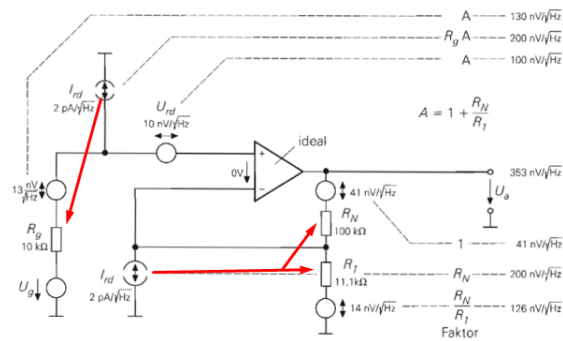 A 130 nV/√Hz
R_g A 200 nV/√Hz
A 100 nV/√Hz
I_rd
2 pA/√Hz
U_rd
10 nV/√Hz
A = 1 + R_N/R_1
ideal
0V
+
−
13 nV/√Hz
R_g
10 kΩ
U_g
I_rd
2 pA/√Hz
41 nV/√Hz
R_N
100 kΩ
R_1
11,1kΩ
14 nV/√Hz
353 nV/√Hz
U_a
1 41 nV/√Hz
R_N 200 nV/√Hz
R_N/R_1 126 nV/√Hz
Faktor